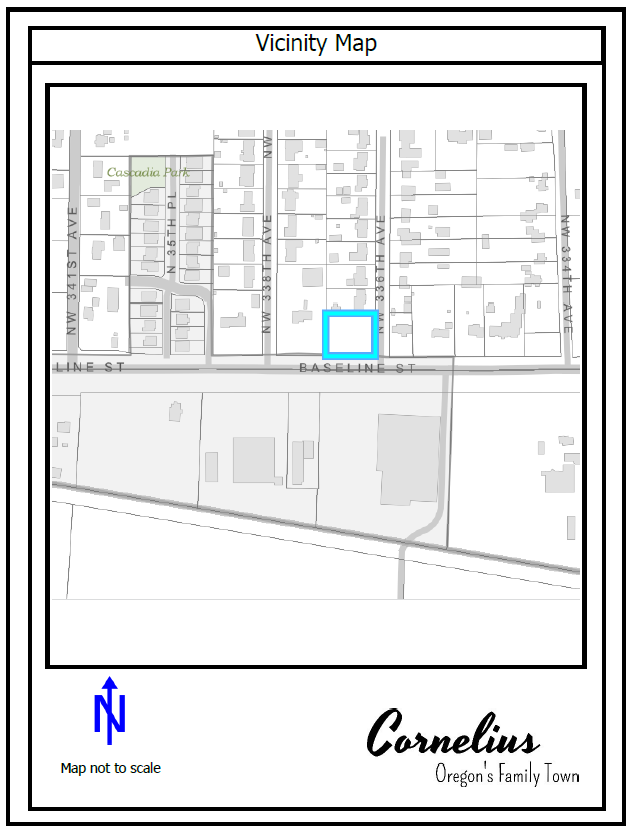 Vicinity Map
NW
Cascadia Park
N 35TH PL
NW 341ST AVE
NW 338TH AVE
NW 336TH AVE
NW 334TH AVE
LINE ST
BASELINE ST
N
Map not to scale
Cornelius
Oregon's Family Town